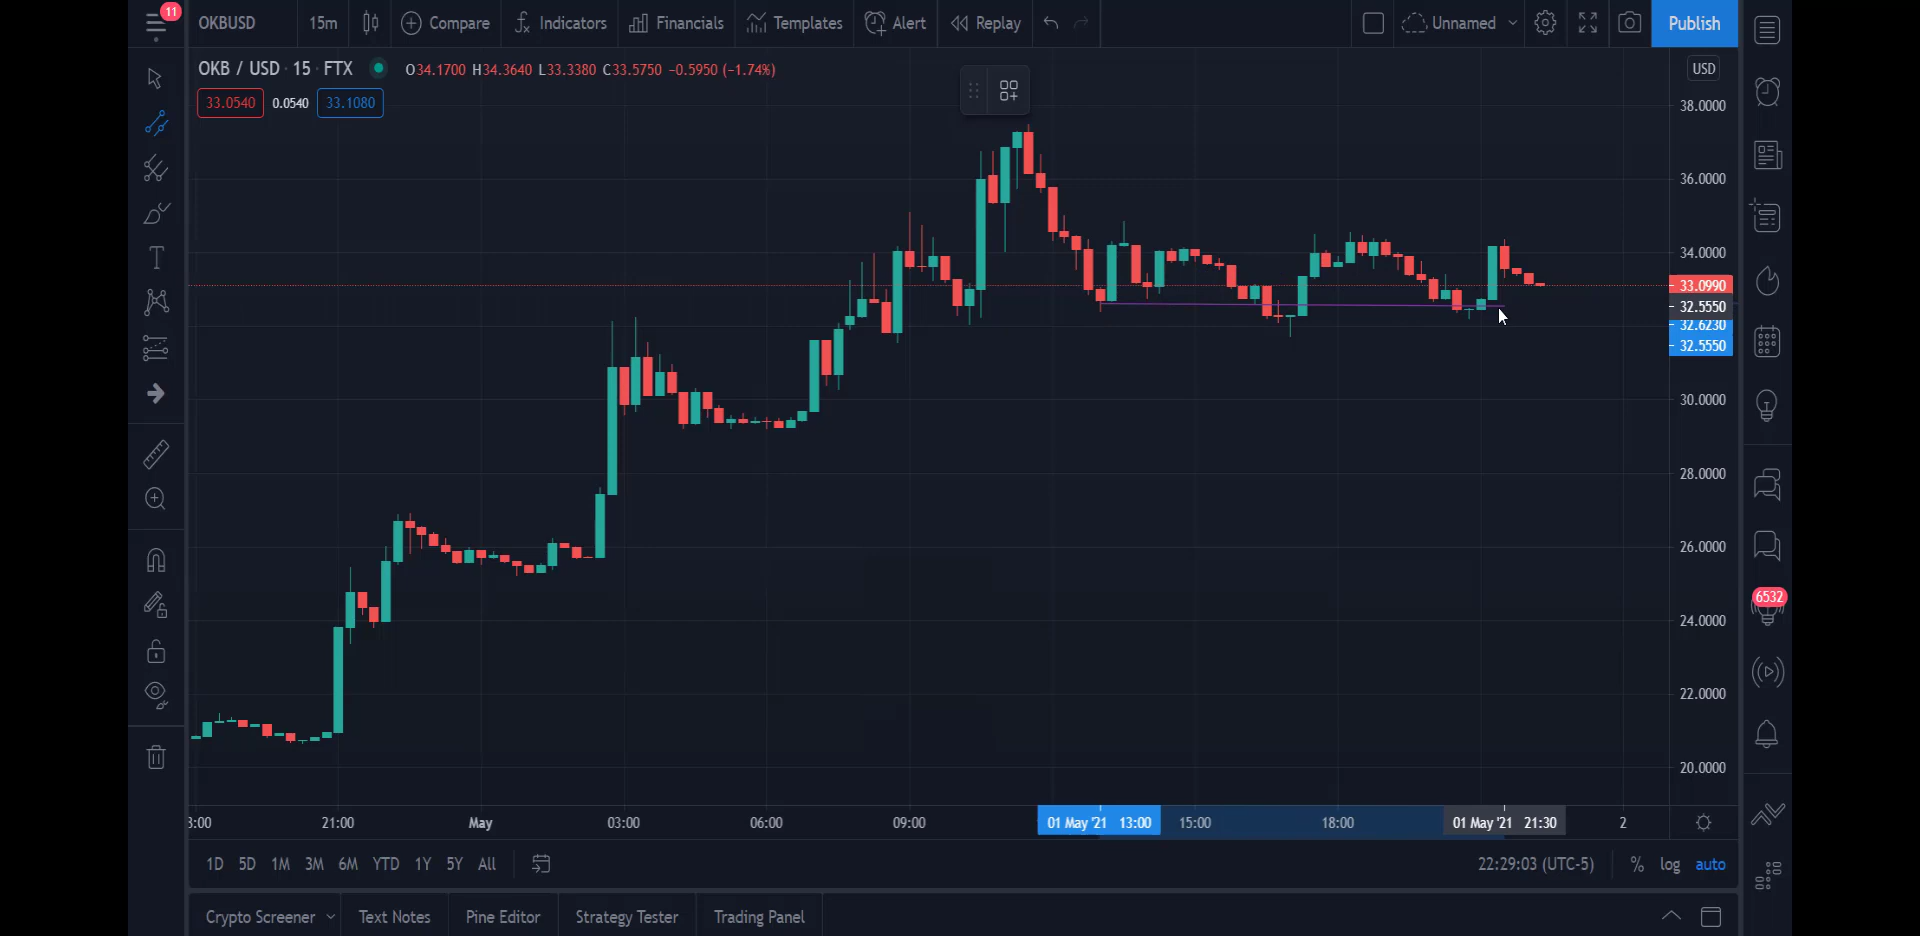 11
OKBUSD 15m Compare Indicators Financials Templates Alert Replay Unnamed Publish
OKB / USD · 15 · FTX O34.1700 H34.3640 L33.3380 C33.5750 −0.5950 (−1.74%) USD
33.0540 0.0540 33.1080
38.0000
36.0000
34.0000
33.0990
32.5550
32.6230
32.5550
30.0000
28.0000
26.0000
24.0000
6532
22.0000
20.0000
3:00 21:00 May 03:00 06:00 09:00 01 May '21 13:00 15:00 18:00 01 May '21 21:30 2
1D 5D 1M 3M 6M YTD 1Y 5Y All 22:29:03 (UTC-5) % log auto
Crypto Screener Text Notes Pine Editor Strategy Tester Trading Panel